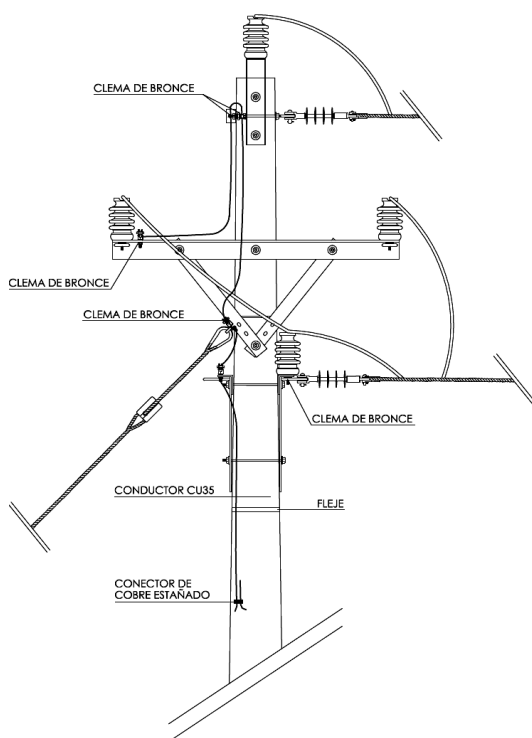 CLEMA DE BRONCE
CLEMA DE BRONCE
CLEMA DE BRONCE
CLEMA DE BRONCE
CONDUCTOR CU35
FLEJE
CONECTOR DE
COBRE ESTAÑADO